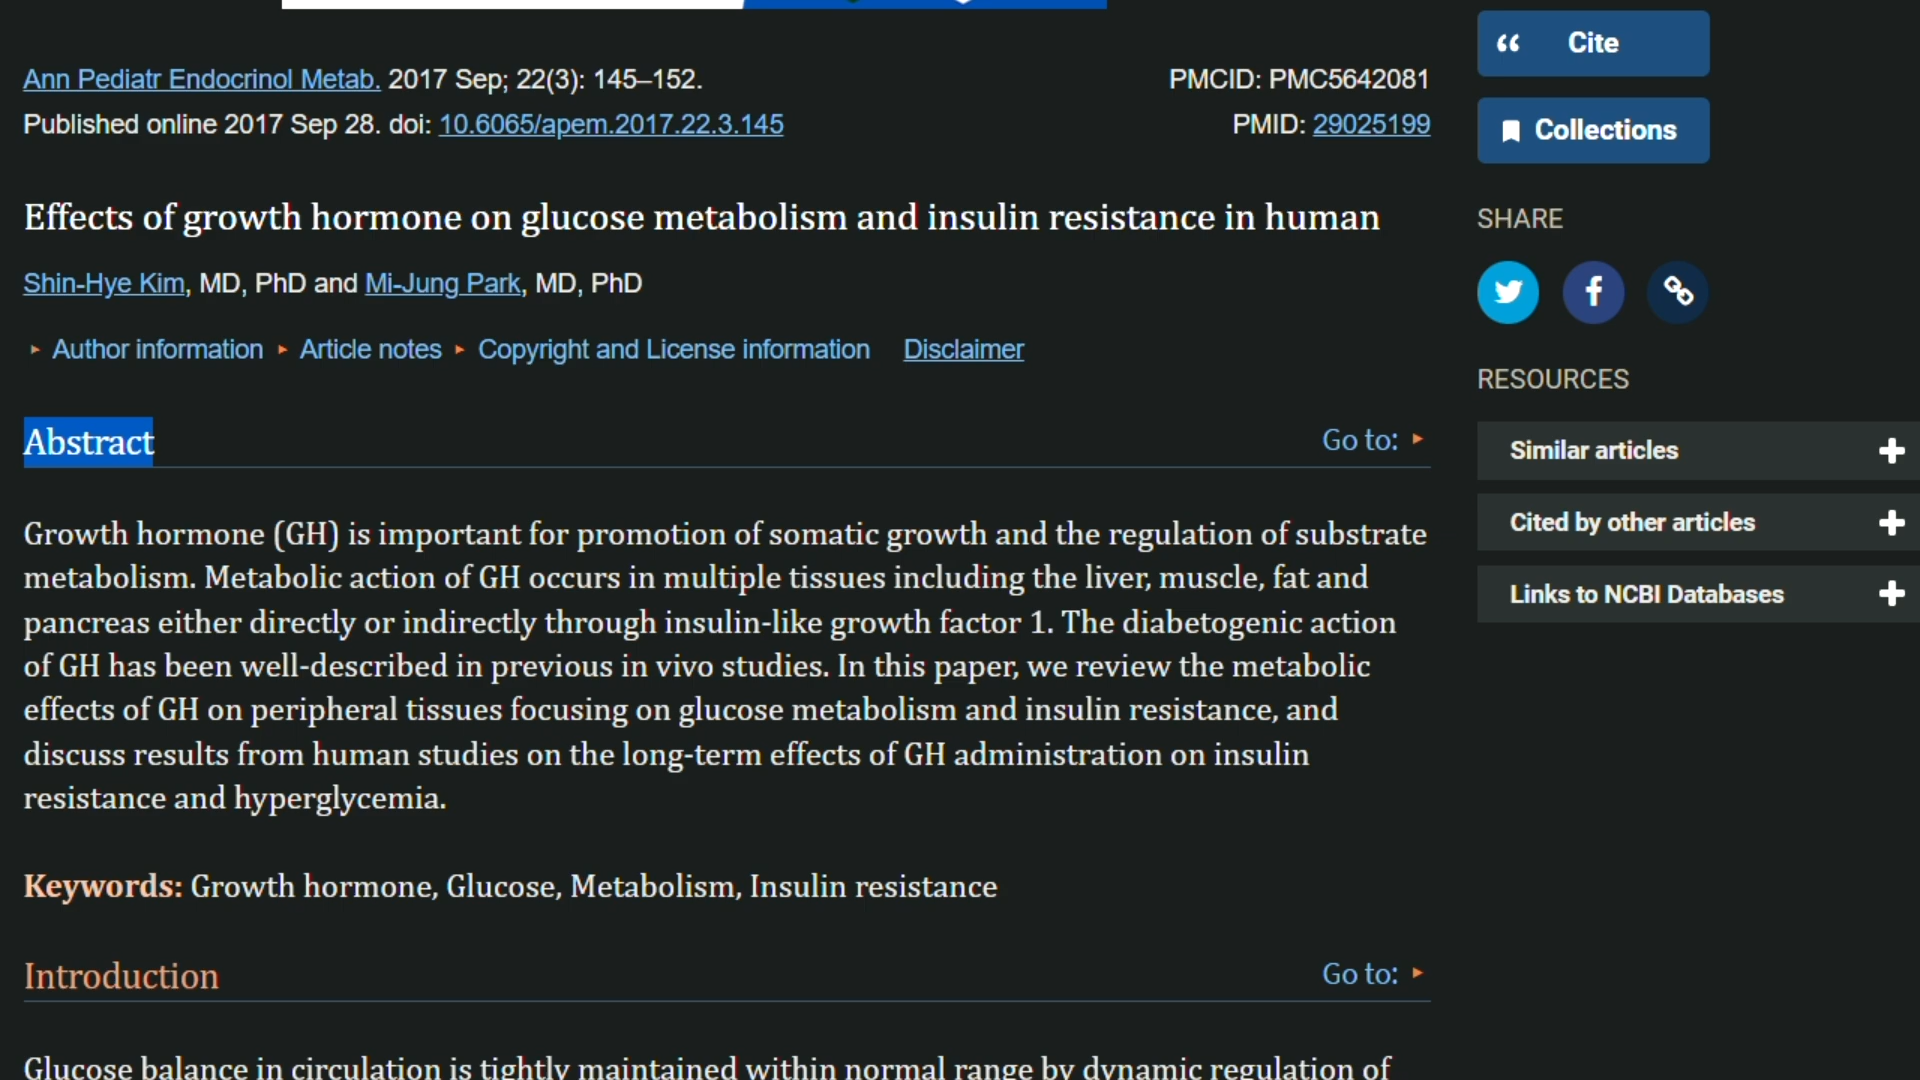 Ann Pediatr Endocrinol Metab. 2017 Sep; 22(3): 145–152.
PMCID: PMC5642081
Published online 2017 Sep 28. doi: 10.6065/apem.2017.22.3.145
PMID: 29025199
Effects of growth hormone on glucose metabolism and insulin resistance in human
Shin-Hye Kim, MD, PhD and Mi-Jung Park, MD, PhD
Author information Article notes Copyright and License information Disclaimer
Abstract
Go to:
Growth hormone (GH) is important for promotion of somatic growth and the regulation of substrate
metabolism. Metabolic action of GH occurs in multiple tissues including the liver, muscle, fat and
pancreas either directly or indirectly through insulin-like growth factor 1. The diabetogenic action
of GH has been well-described in previous in vivo studies. In this paper, we review the metabolic
effects of GH on peripheral tissues focusing on glucose metabolism and insulin resistance, and
discuss results from human studies on the long-term effects of GH administration on insulin
resistance and hyperglycemia.
Keywords: Growth hormone, Glucose, Metabolism, Insulin resistance
Introduction
Go to:
Glucose balance in circulation is tightly maintained within normal range by dynamic regulation of
Cite
Collections
SHARE
RESOURCES
Similar articles
Cited by other articles
Links to NCBI Databases